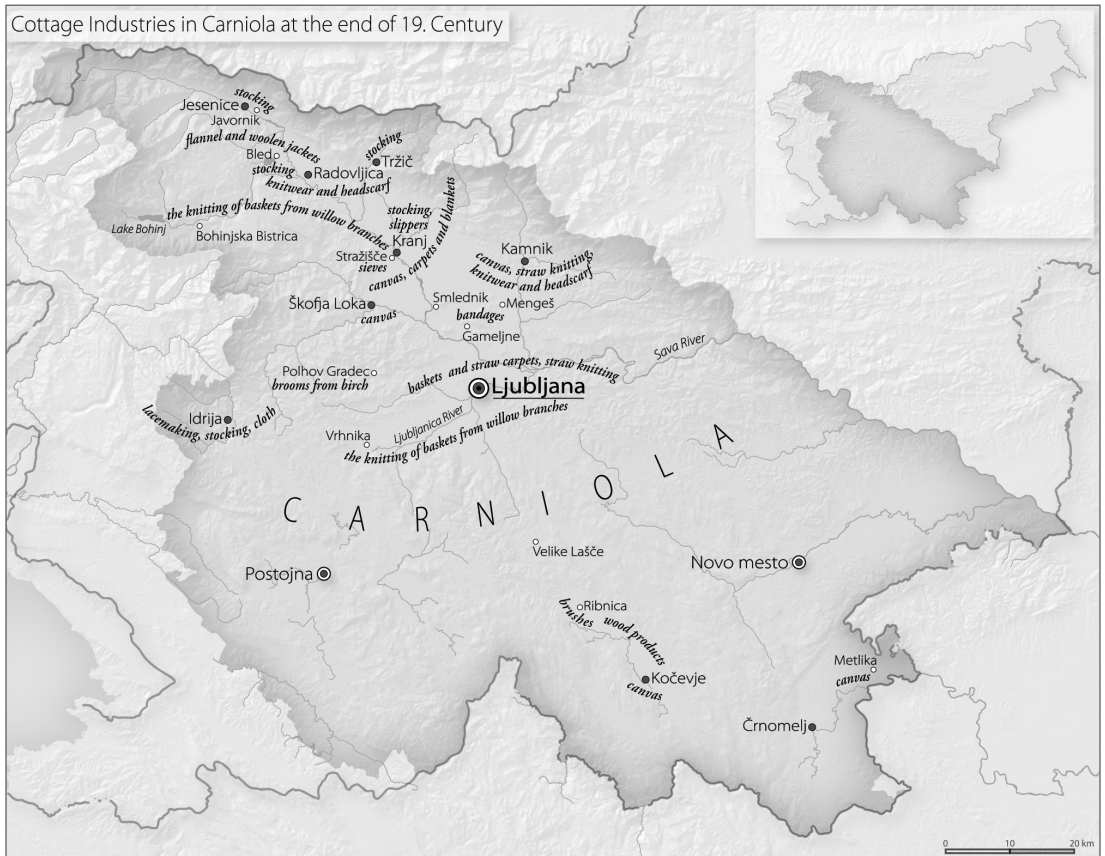 Cottage Industries in Carniola at the end of 19. Century
stocking
Jesenice
Javornik
flannel and woolen jackets
Bled
stocking
Tržič
stocking
Radovljica
knitwear and headscarf
the knitting of baskets from willow branches
Lake Bohinj
Bohinjska Bistrica
stocking,
slippers
Kranj
Stražišče
sieves
canvas, carpets and blankets
Kamnik
canvas, straw knitting,
knitwear and headscarf
Škofja Loka
canvas
Smlednik
Mengeš
bandages
Gameljne
Sava River
Polhov Gradec
brooms from birch
baskets and straw carpets, straw knitting
Ljubljana
Idrija
lacemaking, stocking, cloth
Ljubljanica River
Vrhnika
the knitting of baskets from willow branches
CARNIOLA
Velike Lašče
Postojna
Novo mesto
Ribnica
brushes
wood products
Kočevje
canvas
Metlika
canvas
Črnomelj
0 10 20 km